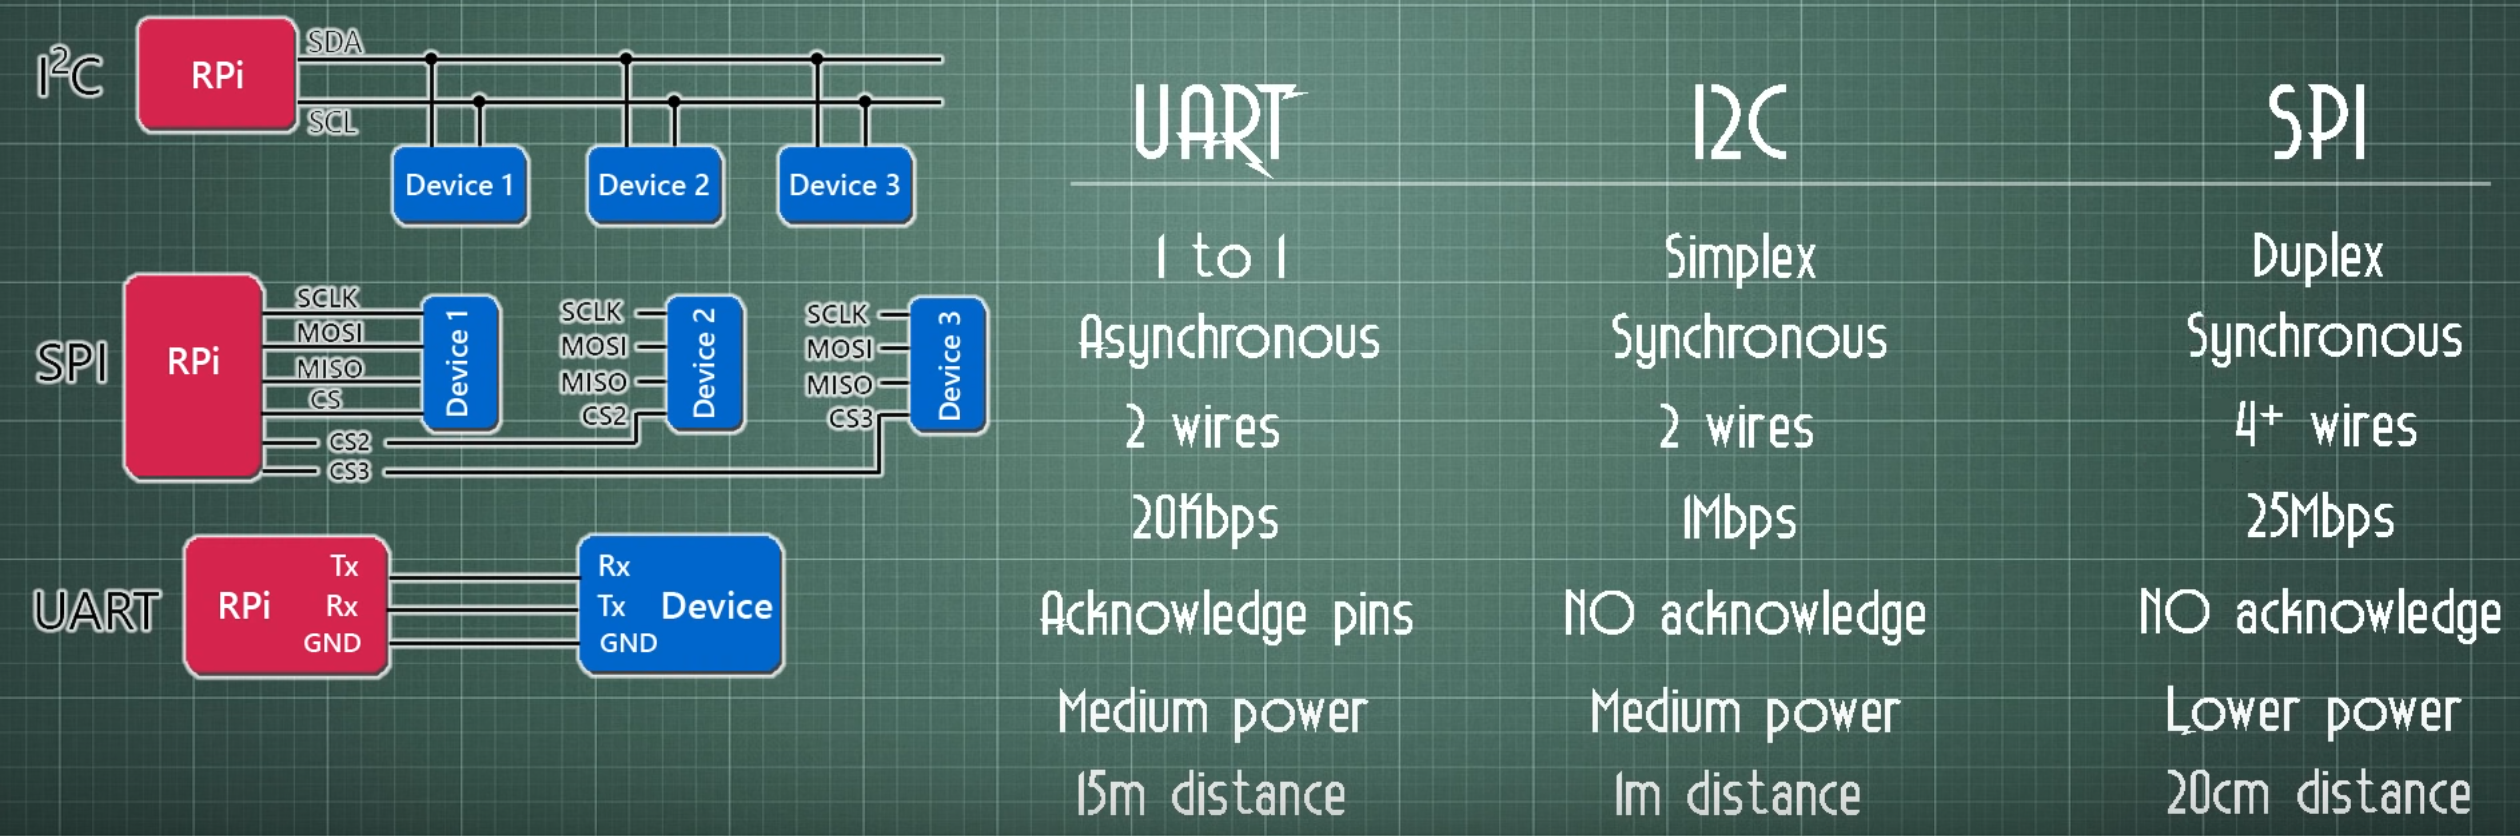 I²C
RPi
SDA
SCL
Device 1
Device 2
Device 3
SPI
RPi
SCLK
MOSI
MISO
CS
CS2
CS3
Device 1
SCLK
MOSI
MISO
CS2
Device 2
SCLK
MOSI
MISO
CS3
Device 3
UART
RPi
Tx
Rx
GND
Rx
Tx
GND
Device
UART I2C SPI
1 to 1 Simplex Duplex
Asynchronous Synchronous Synchronous
2 wires 2 wires 4+ wires
20Kbps 1Mbps 25Mbps
Acknowledge pins NO acknowledge NO acknowledge
Medium power Medium power Lower power
15m distance 1m distance 20cm distance